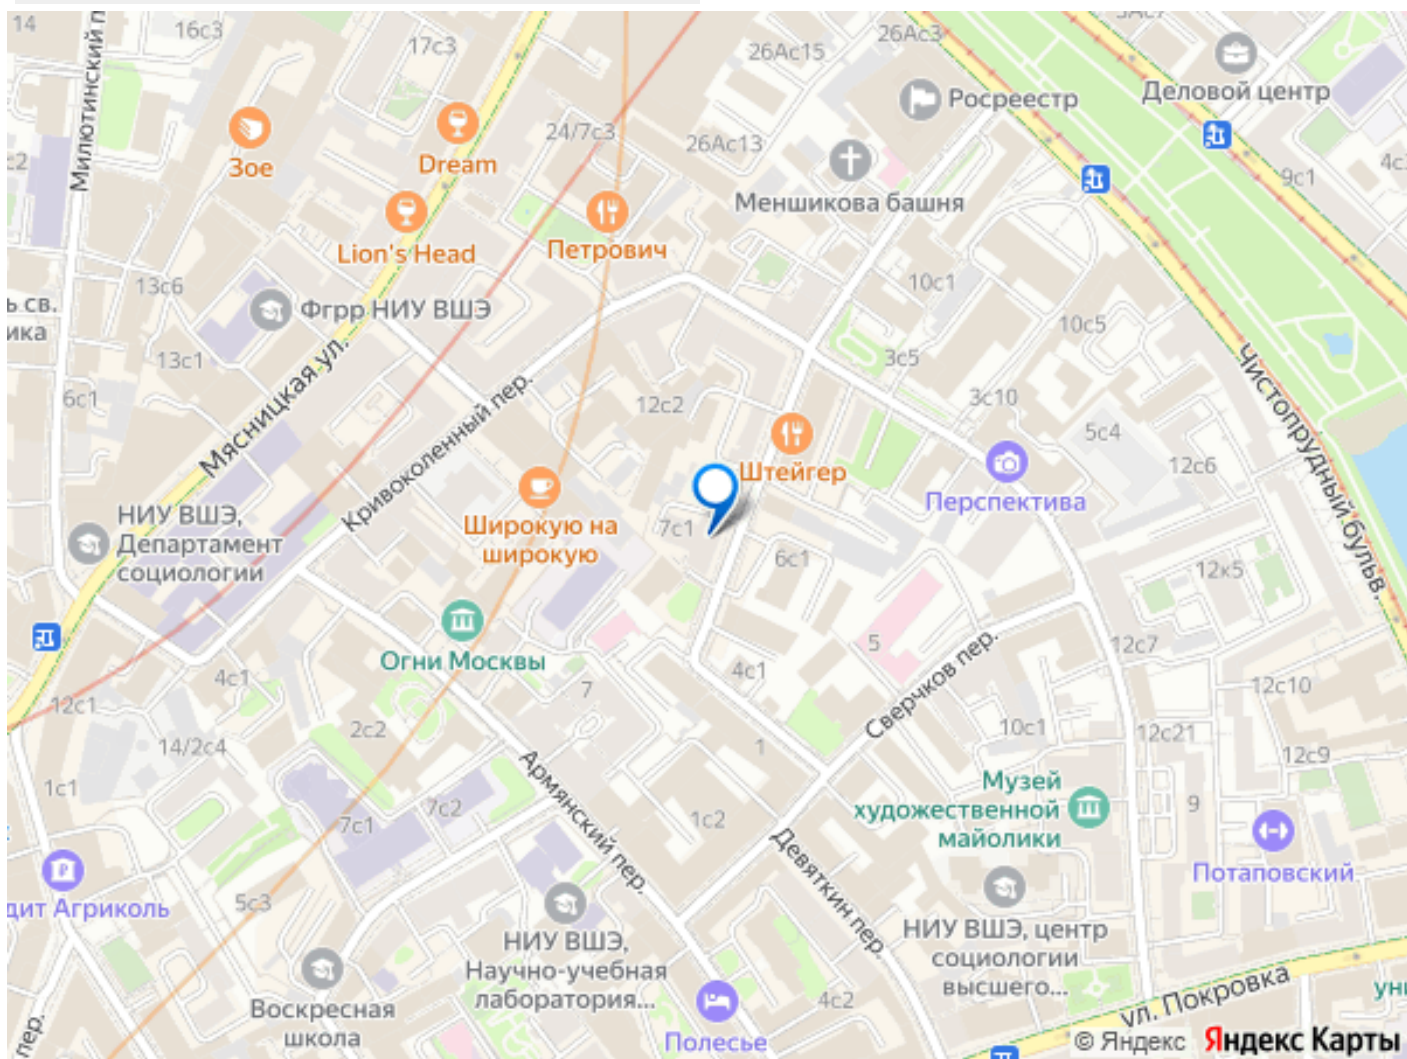 14
16с3
17с3
26Ас15
26Ас3
3Ас7
Деловой центр
Росреестр
Милютинский п
с2
Зое
Dream
24/7с3
26Ас13
Меншикова башня
9с1
4с
Lion's Head
Петрович
13с6
ь св.
ика
Фгрр НИУ ВШЭ
10с1
10с5
13с1
6с1
Мясницкая ул.
Кривоколенный пер.
12с2
3с5
3с10
5с4
12с6
Чистопрудный бульв.
Штейгер
Перспектива
НИУ ВШЭ,
Департамент
социологии
Широкую на
широкую
7с1
6с1
12к5
Огни Москвы
5
12с7
4с1
7
4с1
Сверчков пер.
12с10
12с1
2с2
14/2с4
1
10с1
12с21
12с9
1с1
7с2
7с1
Армянский пер.
1с2
Девяткин пер.
Музей
художественной
майолики
9
Потаповский
дит Агриколь
5с3
НИУ ВШЭ,
Научно-учебная
лаборатория...
НИУ ВШЭ, центр
социологии
высшего...
Воскресная
школа
Полесье
4с2
ул. Покровка
уни
пер.
© Яндекс Яндекс Карты